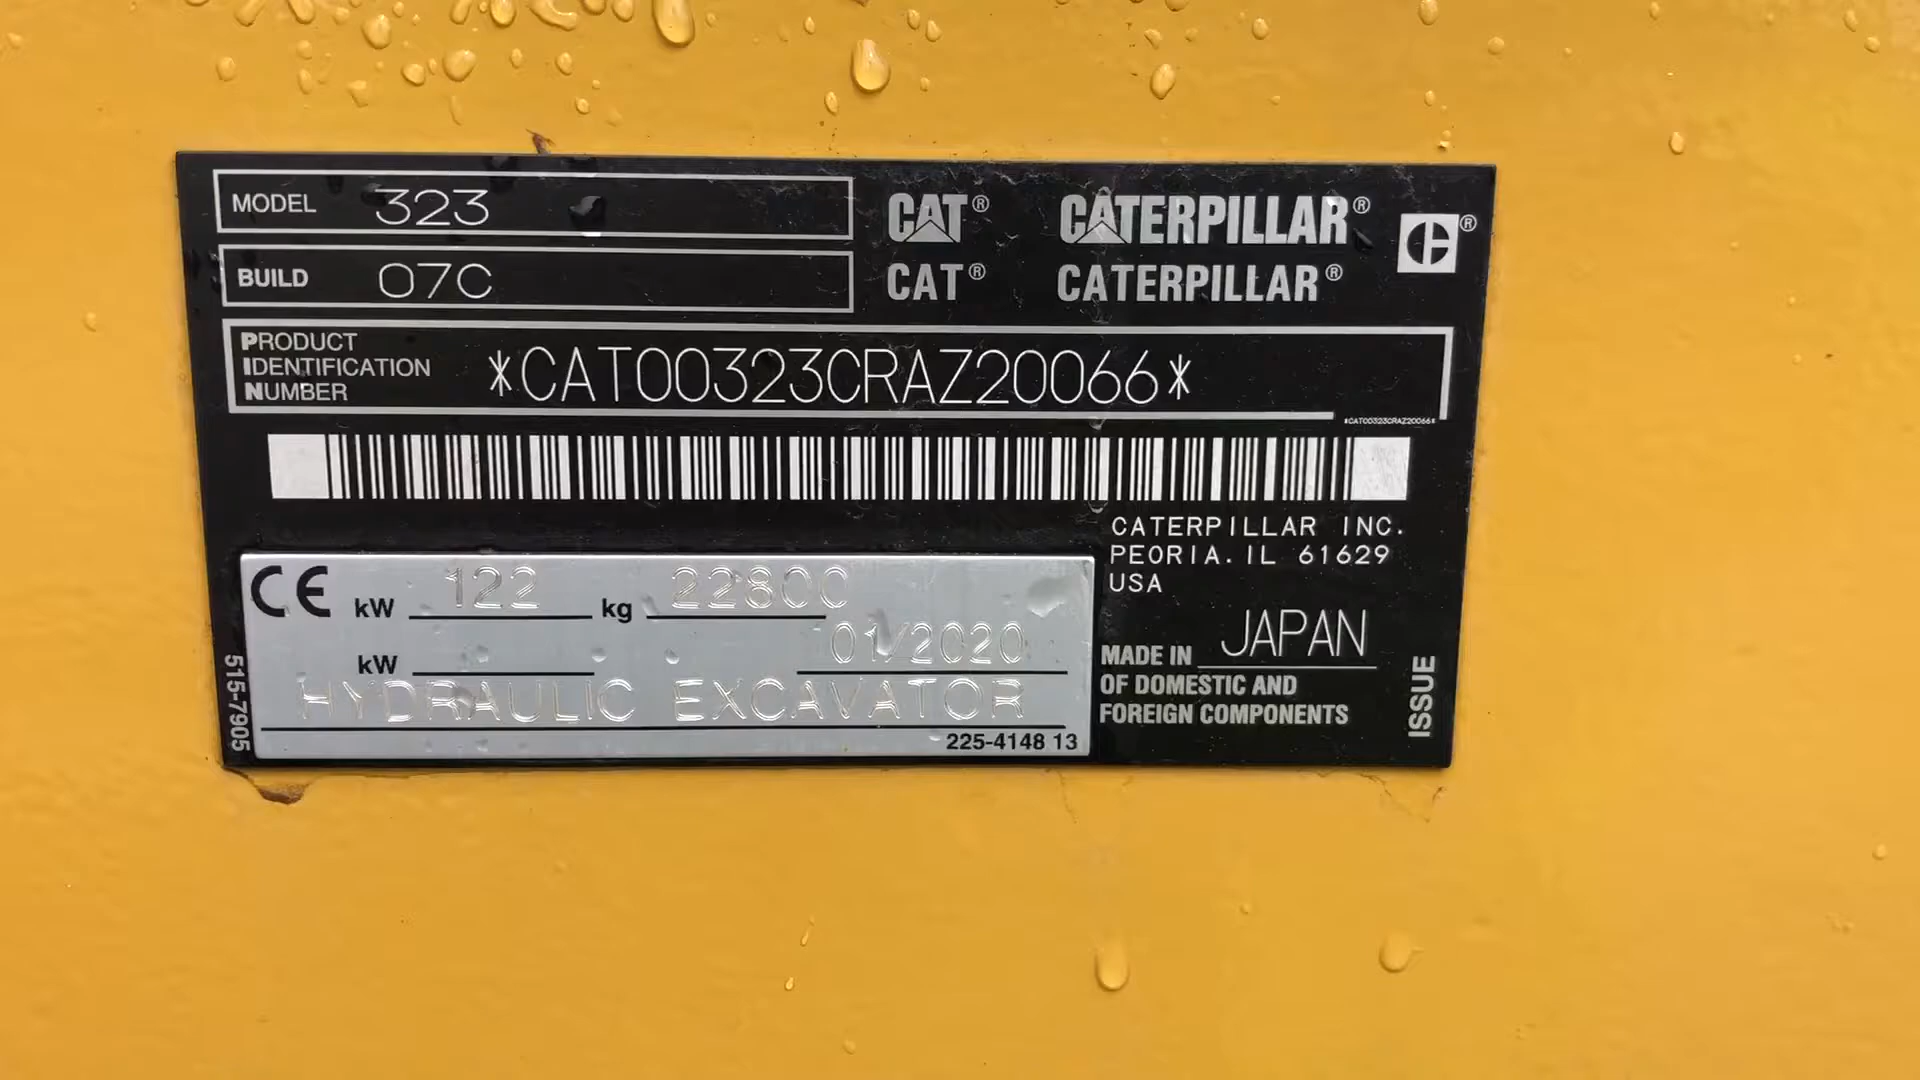 MODEL 323
BUILD 07C
CAT® CATERPILLAR® ®
CAT® CATERPILLAR®
PRODUCT
IDENTIFICATION
NUMBER
*CAT00323CRAZ20066*
*CAT00323CRAZ20066*
CATERPILLAR INC.
PEORIA. IL 61629
USA
MADE IN JAPAN
OF DOMESTIC AND
FOREIGN COMPONENTS
ISSUE
515-7905
CE kW 122 kg 22800
kW 01/2020
HYDRAULIC EXCAVATOR
225-4148 13